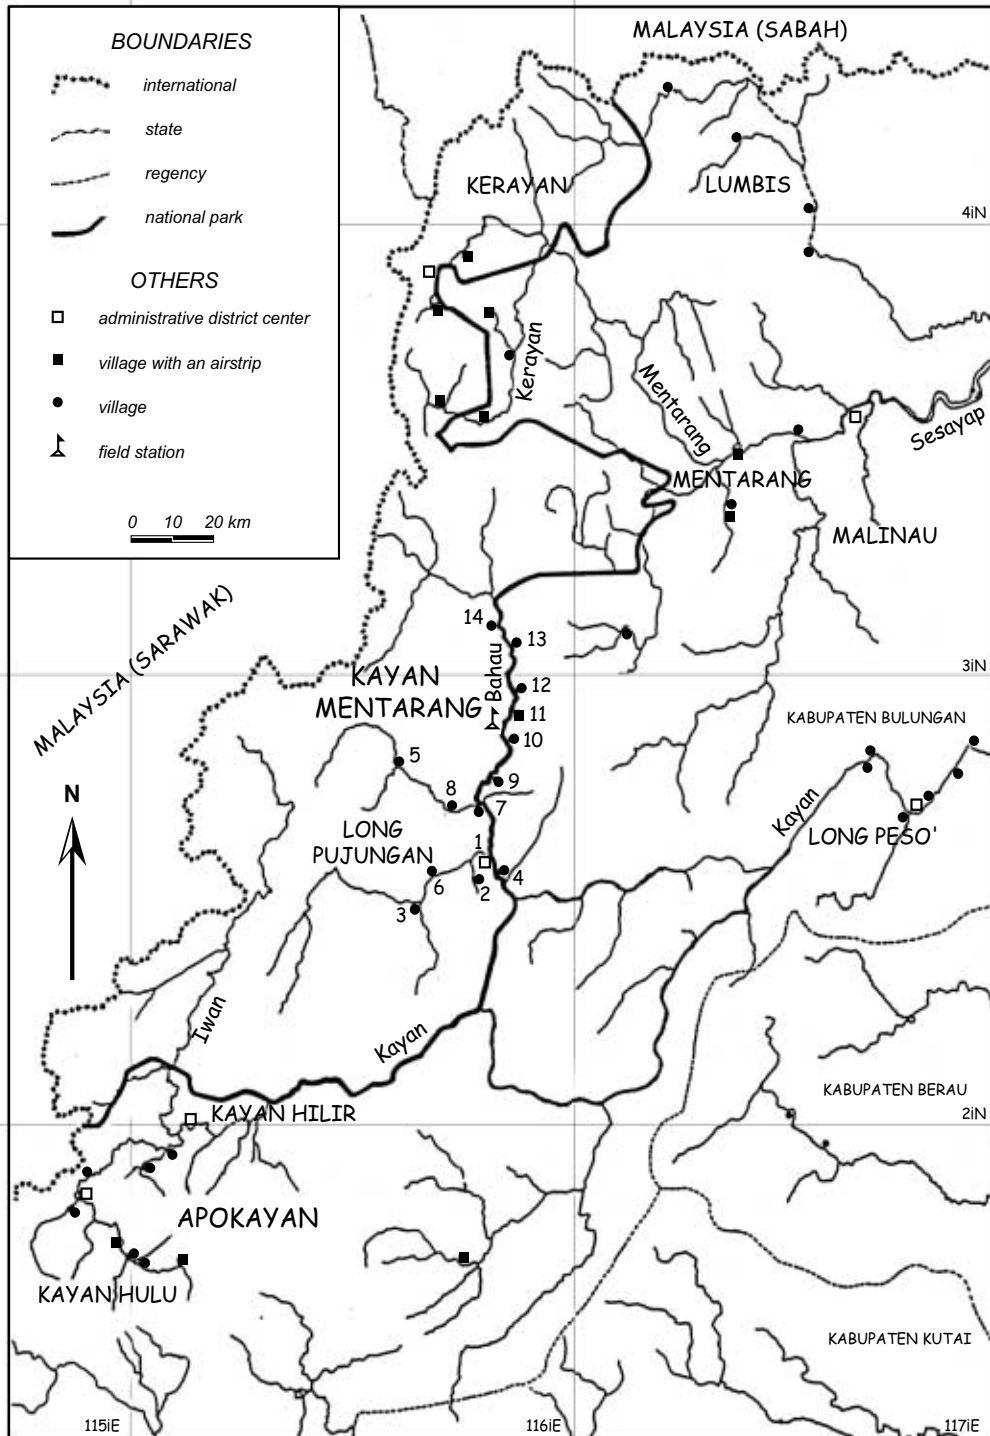 BOUNDARIES
international
state
regency
national park
OTHERS
administrative district center
village with an airstrip
village
field station
0 10 20 km
MALAYSIA (SABAH)
KERAYAN
LUMBIS
4iN
Kerayan
Mentarang
Sesayap
MENTARANG
MALINAU
MALAYSIA (SARAWAK)
14
13
Bahau
3iN
KAYAN
MENTARANG
12
11
10
KABUPATEN BULUNGAN
5
9
8
7
Kayan
N
LONG
PUJUNGAN
1
LONG PESO'
6
2
4
3
Iwan
Kayan
KABUPATEN BERAU
KAYAN HILIR
2iN
APOKAYAN
KAYAN HULU
KABUPATEN KUTAI
115iE
116iE
117iE